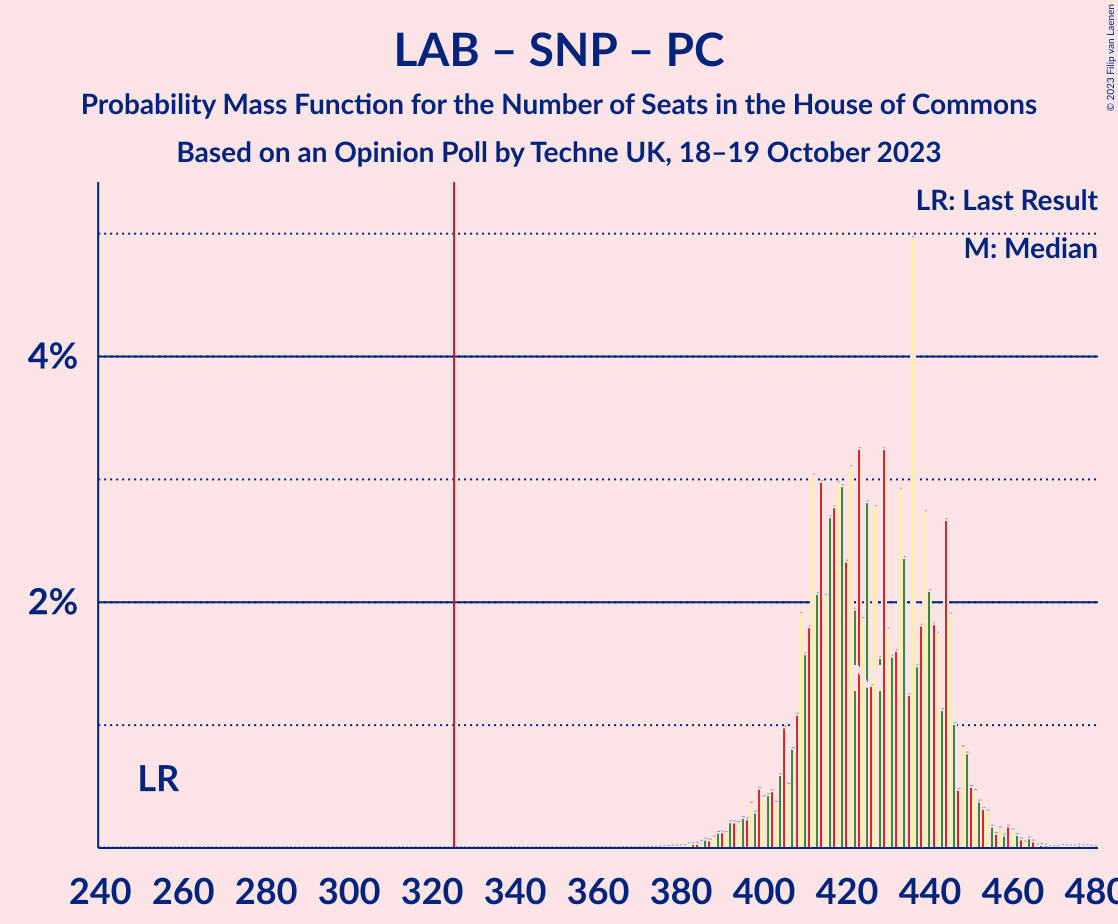 LAB – SNP – PC
Probability Mass Function for the Number of Seats in the House of Commons
Based on an Opinion Poll by Techne UK, 18–19 October 2023
© 2023 Filip van Laenen
LR: Last Result
M: Median
4%
2%
LR
240 260 280 300 320 340 360 380 400 420 440 460 480